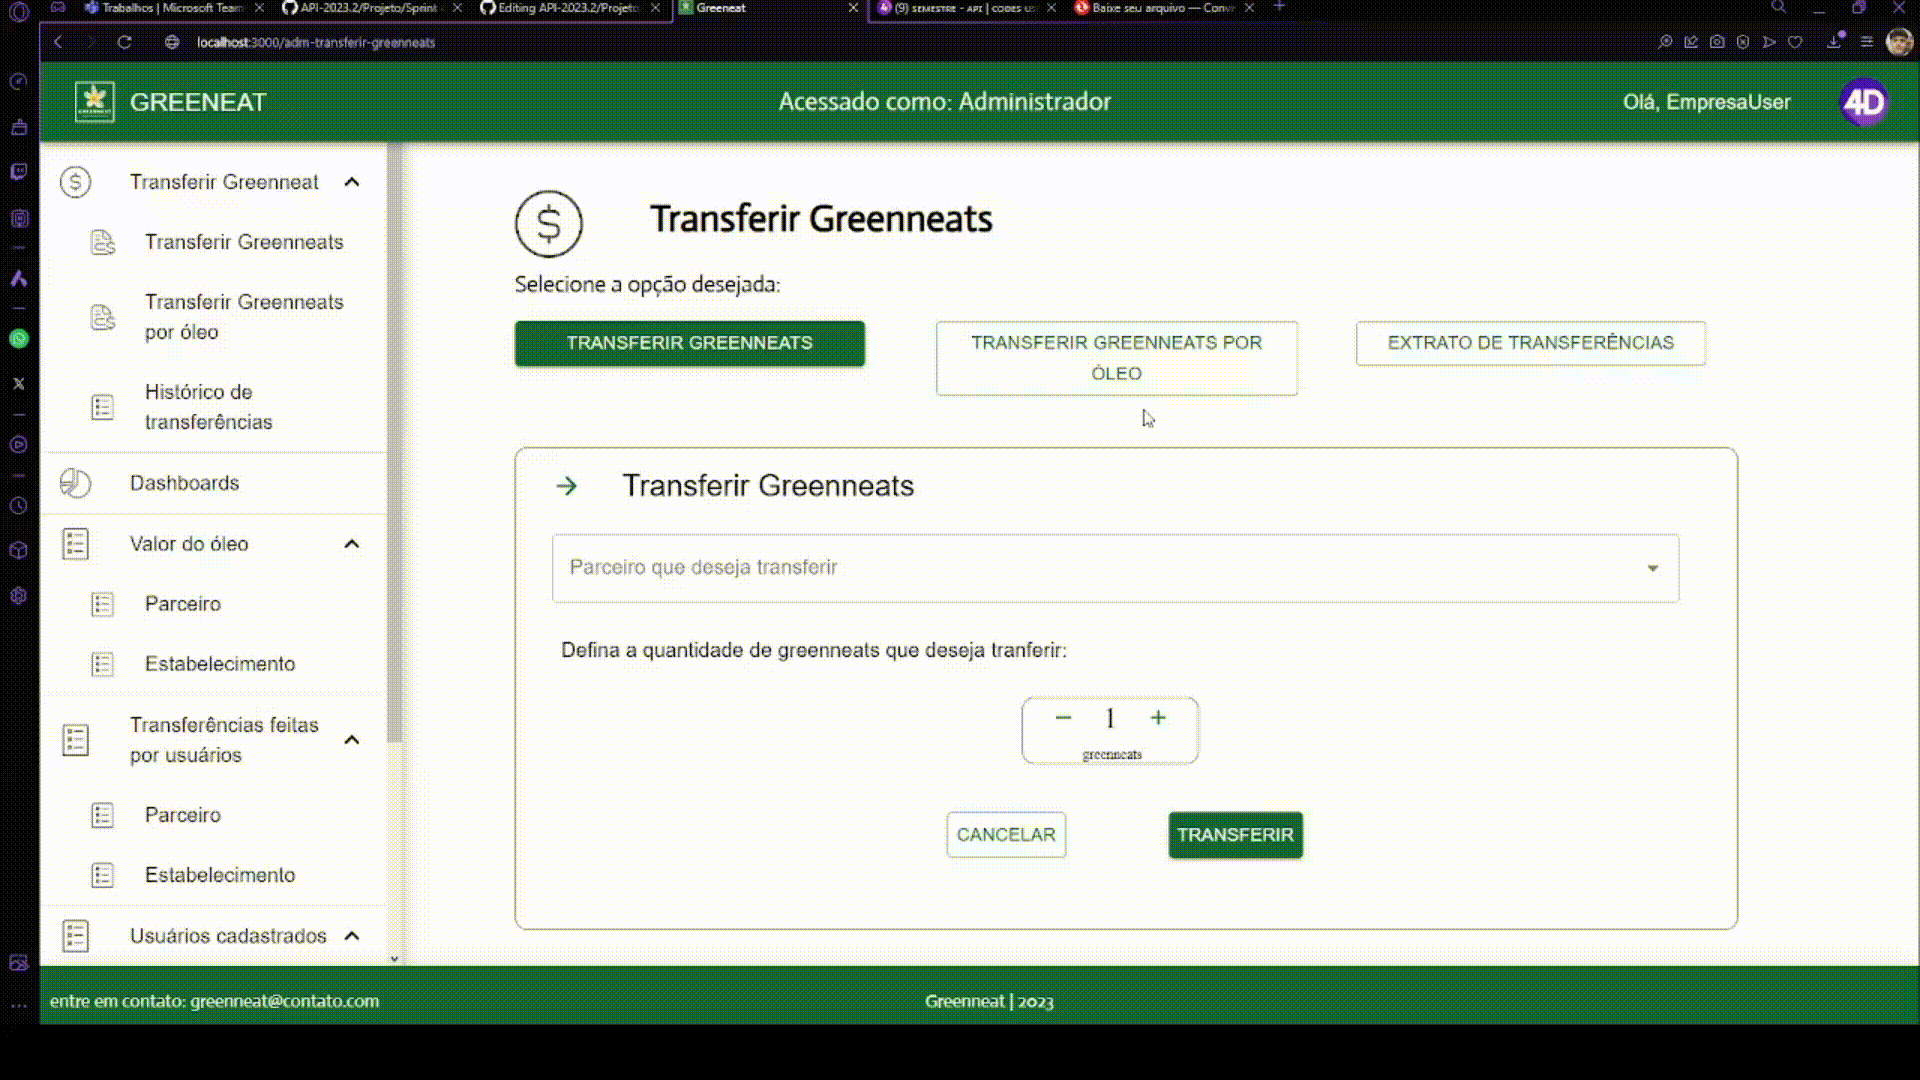 Trabalhos | Microsoft Team
API-2023.2/Projeto/Sprint
Editing API-2023.2/Projeto
Greeneat
(9) SEMESTRE - API | CODES
Baixe seu arquivo — Conv
localhost:3000/adm-transferir-greenneats
GREENEAT
Acessado como: Administrador
Olá, EmpresaUser
4D
Transferir Greenneat
Transferir Greenneats
Transferir Greenneats
por óleo
Histórico de
transferências
Dashboards
Valor do óleo
Parceiro
Estabelecimento
Transferências feitas
por usuários
Parceiro
Estabelecimento
Usuários cadastrados
Transferir Greenneats
Selecione a opção desejada:
TRANSFERIR GREENNEATS
TRANSFERIR GREENNEATS POR
ÓLEO
EXTRATO DE TRANSFERÊNCIAS
Transferir Greenneats
Parceiro que deseja transferir
Defina a quantidade de greenneats que deseja tranferir:
− 1 +
greenneats
CANCELAR
TRANSFERIR
entre em contato: greenneat@contato.com
Greenneat | 2023